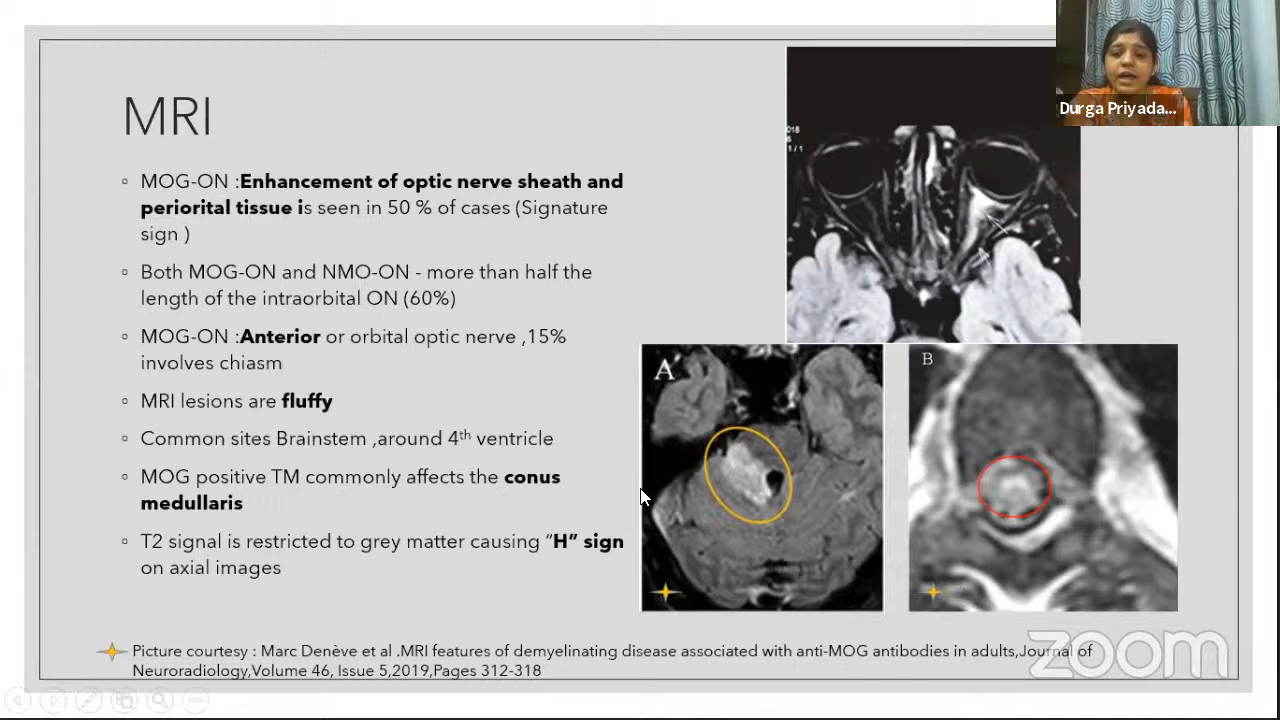 Durga Priyada...
MRI
018
6
1 / 1
◦ MOG-ON :Enhancement of optic nerve sheath and
periorital tissue is seen in 50 % of cases (Signature
sign )
◦ Both MOG-ON and NMO-ON - more than half the
length of the intraorbital ON (60%)
◦ MOG-ON :Anterior or orbital optic nerve ,15%
involves chiasm
◦ MRI lesions are fluffy
◦ Common sites Brainstem ,around 4th ventricle
◦ MOG positive TM commonly affects the conus
medullaris
◦ T2 signal is restricted to grey matter causing “H” sign
on axial images
A
B
Picture courtesy : Marc Denève et al .MRI features of demyelinating disease associated with anti-MOG antibodies in adults,Journal of
Neuroradiology,Volume 46, Issue 5,2019,Pages 312-318
zoom